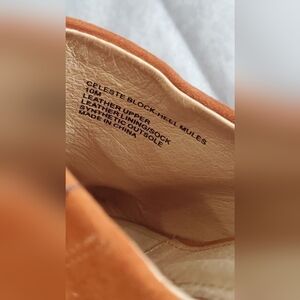 CELESTE BLOCK-HEEL MULES
10M
LEATHER UPPER
LEATHER LINING/SOCK
SYNTHETIC OUTSOLE
MADE IN CHINA